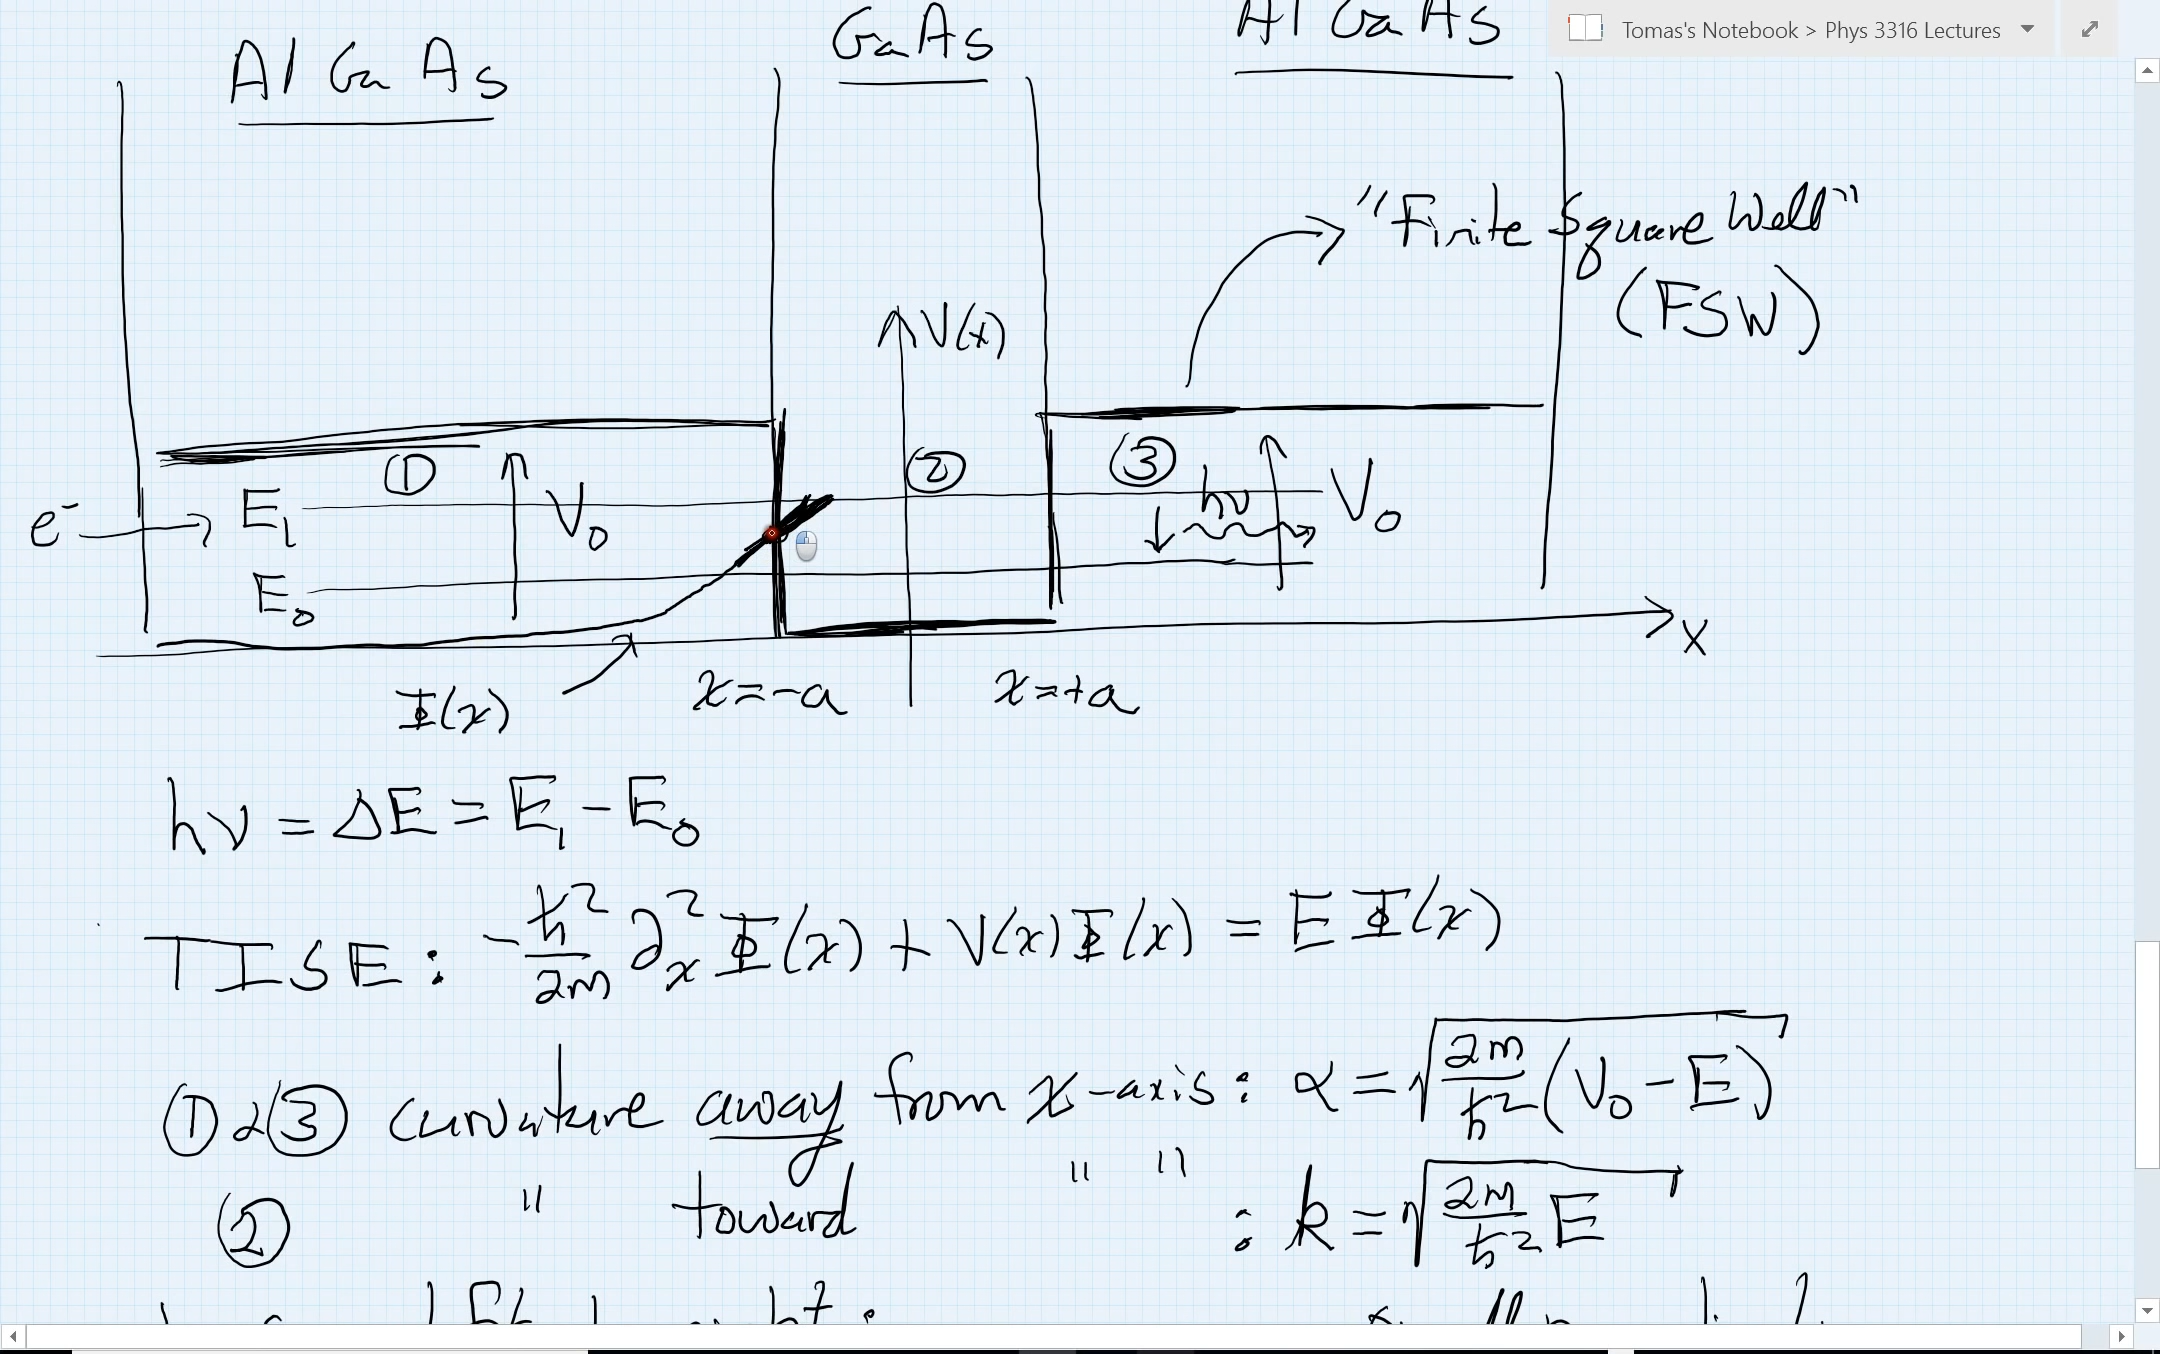 Tomas's Notebook > Phys 3316 Lectures
AlGaAs GaAs AlGaAs
"Finite Square Well"
(FSW)
V(x)
① ② ③
e⁻ E₁ V₀ hν V₀
E₀
x
Φ(x) x=-a x=+a
hν = ΔE = E₁ - E₀
TISE: -ħ²/2m ∂ₓ² Φ(x) + V(x)Φ(x) = EΦ(x)
① & ③ curvature away from x-axis: α = √(2m/ħ² (V₀ - E))
② " toward " " : k = √(2m/ħ² E)